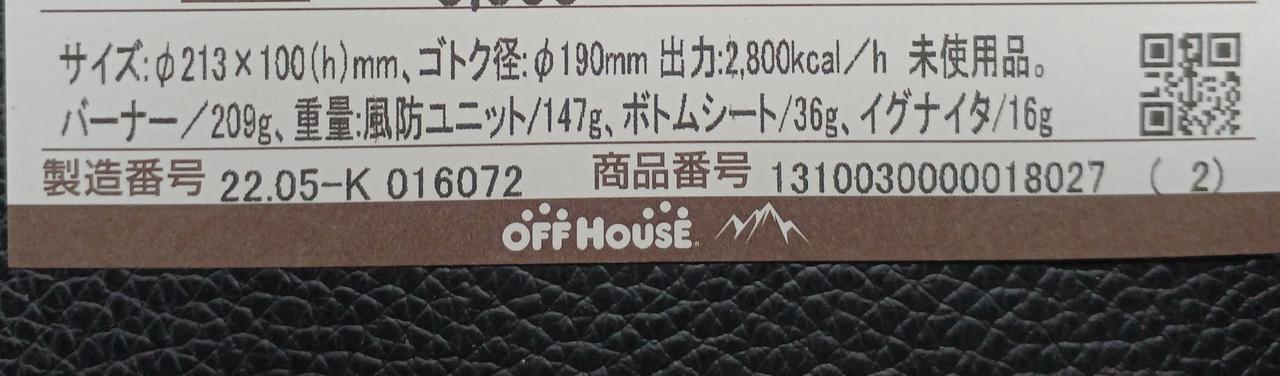 サイズ:φ213×100(h)mm、ゴトク径:φ190mm 出力:2,800kcal/h 未使用品。
バーナー/209g、重量:風防ユニット/147g、ボトムシート/36g、イグナイタ/16g
製造番号 22.05-K 016072 商品番号 1310030000018027 ( 2)
OFF HOUSE